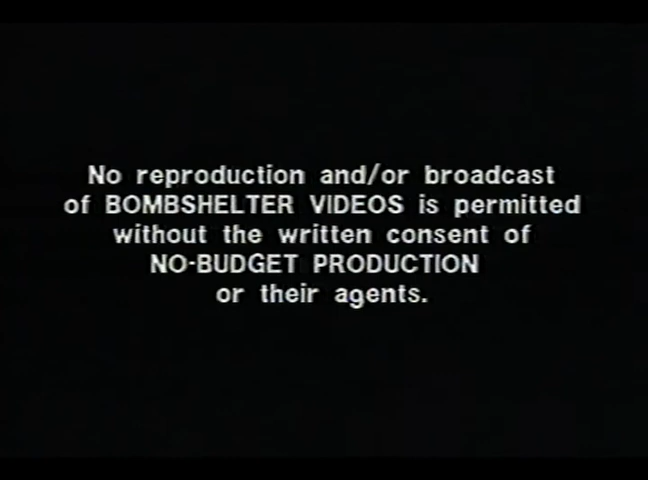 No reproduction and/or broadcast
of BOMBSHELTER VIDEOS is permitted
without the written consent of
NO-BUDGET PRODUCTION
or their agents.